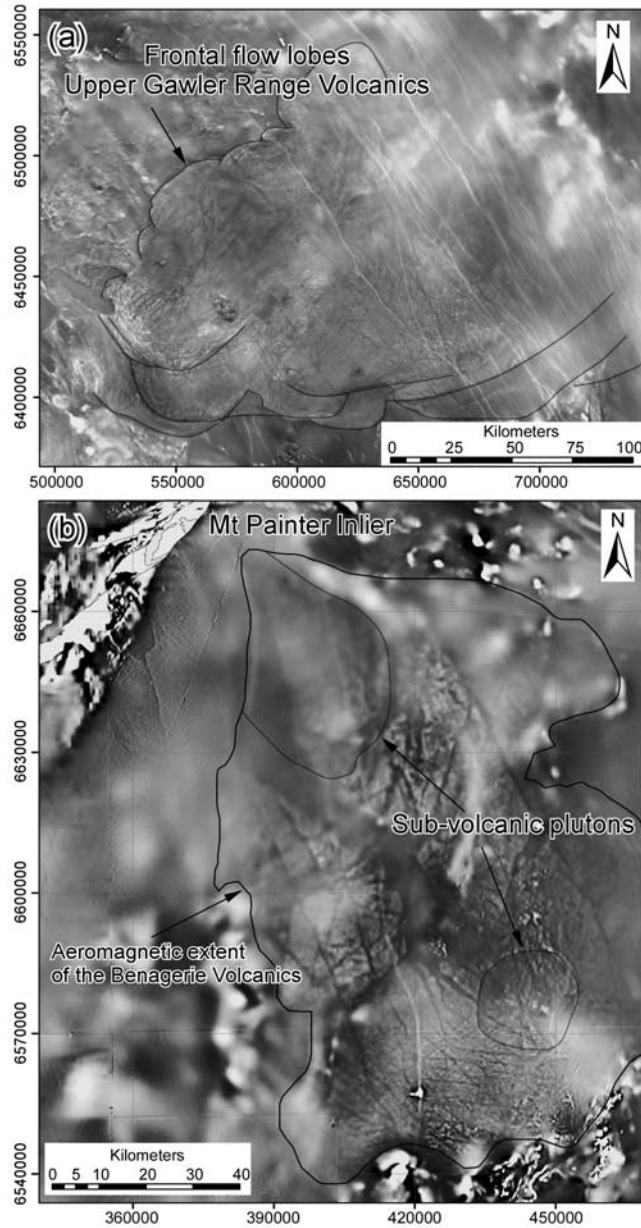 (a)
Frontal flow lobes
Upper Gawler Range Volcanics
N
6550000
6500000
6450000
6400000
Kilometers
0 25 50 75 100
500000 550000 600000 650000 700000
(b)
Mt Painter Inlier
N
6660000
6630000
6600000
6570000
6540000
Sub-volcanic plutons
Aeromagnetic extent
of the Benagerie Volcanics
Kilometers
0 5 10 20 30 40
360000 390000 420000 450000